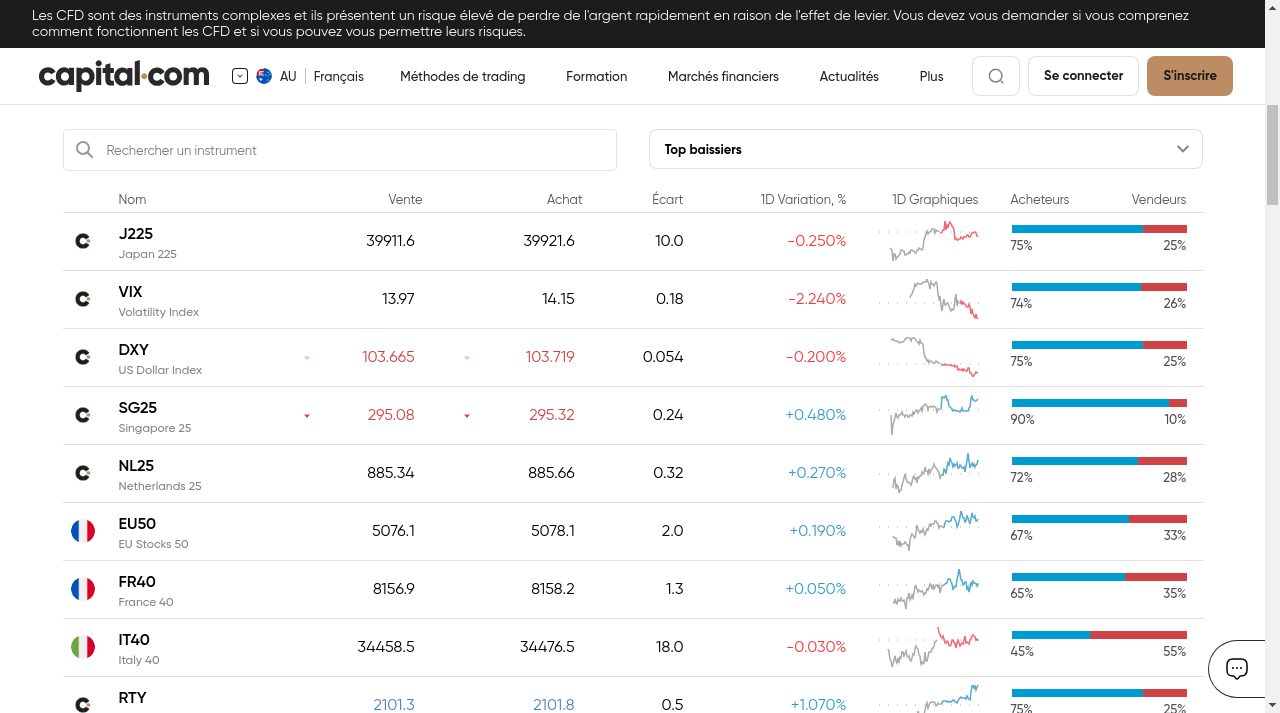 Les CFD sont des instruments complexes et ils présentent un risque élevé de perdre de l'argent rapidement en raison de l'effet de levier. Vous devez vous demander si vous comprenez
comment fonctionnent les CFD et si vous pouvez vous permettre leurs risques.
capital.com AU Français Méthodes de trading Formation Marchés financiers Actualités Plus Se connecter S'inscrire
Rechercher un instrument Top baissiers
Nom Vente Achat Écart 1D Variation, % 1D Graphiques Acheteurs Vendeurs
J225 39911.6 39921.6 10.0 -0.250%
Japan 225 75% 25%
VIX 13.97 14.15 0.18 -2.240%
Volatility Index 74% 26%
DXY 103.665 103.719 0.054 -0.200%
US Dollar Index 75% 25%
SG25 295.08 295.32 0.24 +0.480%
Singapore 25 90% 10%
NL25 885.34 885.66 0.32 +0.270%
Netherlands 25 72% 28%
EU50 5076.1 5078.1 2.0 +0.190%
EU Stocks 50 67% 33%
FR40 8156.9 8158.2 1.3 +0.050%
France 40 65% 35%
IT40 34458.5 34476.5 18.0 -0.030%
Italy 40 45% 55%
RTY 2101.3 2101.8 0.5 +1.070%
75% 25%